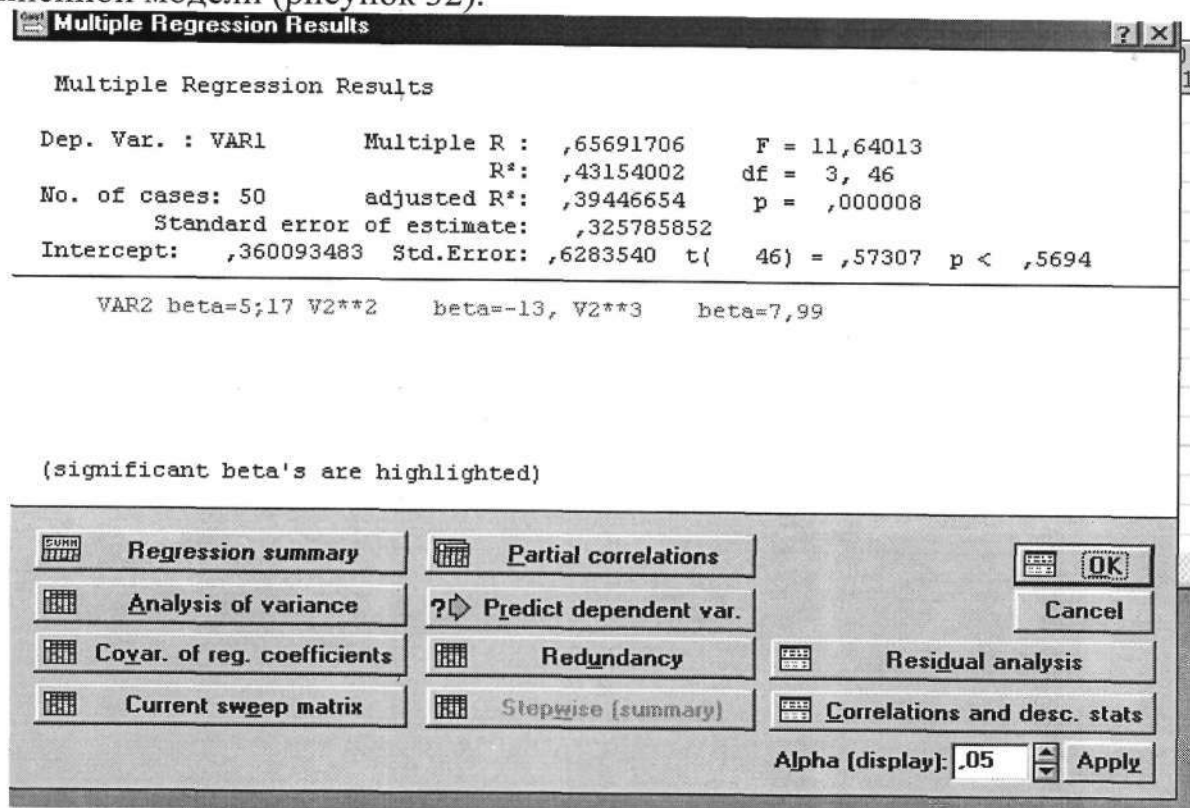 модели (рисунок 32).
Multiple Regression Results
Multiple Regression Results
Dep. Var. : VAR1 Multiple R : ,65691706 F = 11,64013
R²: ,43154002 df = 3, 46
No. of cases: 50 adjusted R²: ,39446654 p = ,000008
Standard error of estimate: ,325785852
Intercept: ,360093483 Std.Error: ,6283540 t( 46) = ,57307 p < ,5694
VAR2 beta=5;17 V2**2 beta=-13, V2**3 beta=7,99
(significant beta's are highlighted)
Regression summary
Partial correlations
OK
Analysis of variance
Predict dependent var.
Cancel
Covar. of reg. coefficients
Redundancy
Residual analysis
Current sweep matrix
Stepwise (summary)
Correlations and desc. stats
Alpha (display): ,05 Apply